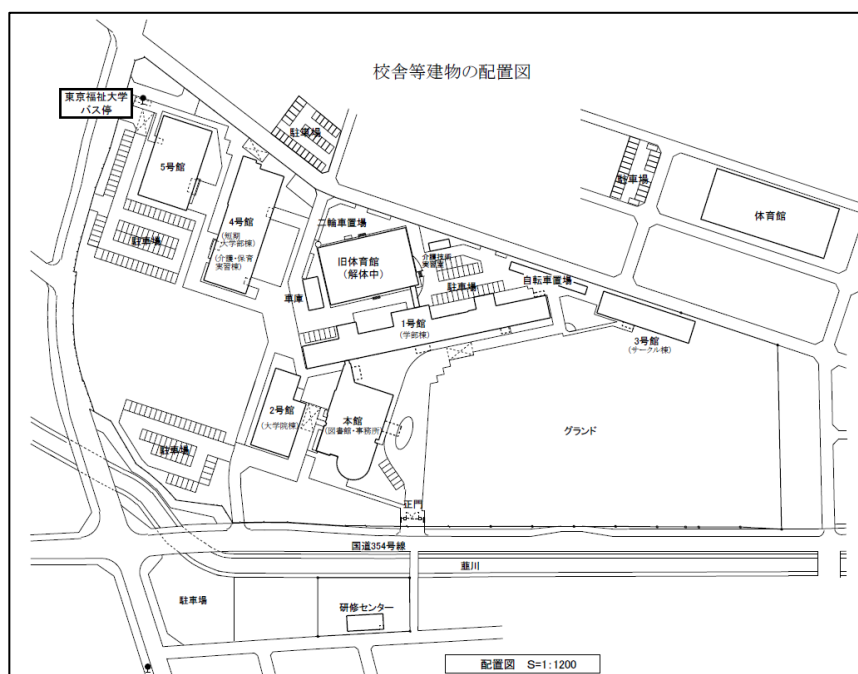 校舎等建物の配置図
東京福祉大学
バス停
駐車場
駐車場
5号館
4号館
(短期
大学部棟)
(介護・保育
実習棟)
駐車場
二輪車置場
旧体育館
(解体中)
介護技術
実習室
駐車場
自転車置場
体育館
車庫
1号館
(学部棟)
3号館
(サークル棟)
2号館
(大学院棟)
本館
(図書館・事務所)
グランド
駐車場
正門
国道354号線
韮川
駐車場
研修センター
配置図 S=1:1200